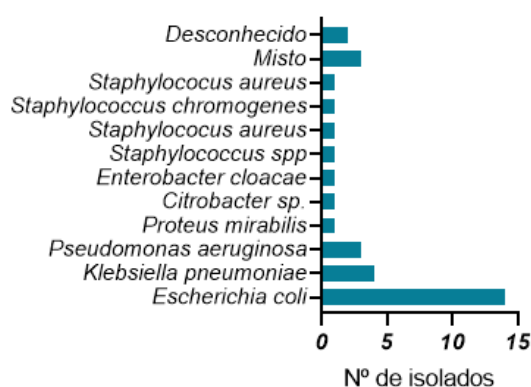 Desconhecido
Misto
Staphylococus aureus
Staphylococcus chromogenes
Staphylococus aureus
Staphylococcus spp
Enterobacter cloacae
Citrobacter sp.
Proteus mirabilis
Pseudomonas aeruginosa
Klebsiella pneumoniae
Escherichia coli
0 5 10 15
Nº de isolados